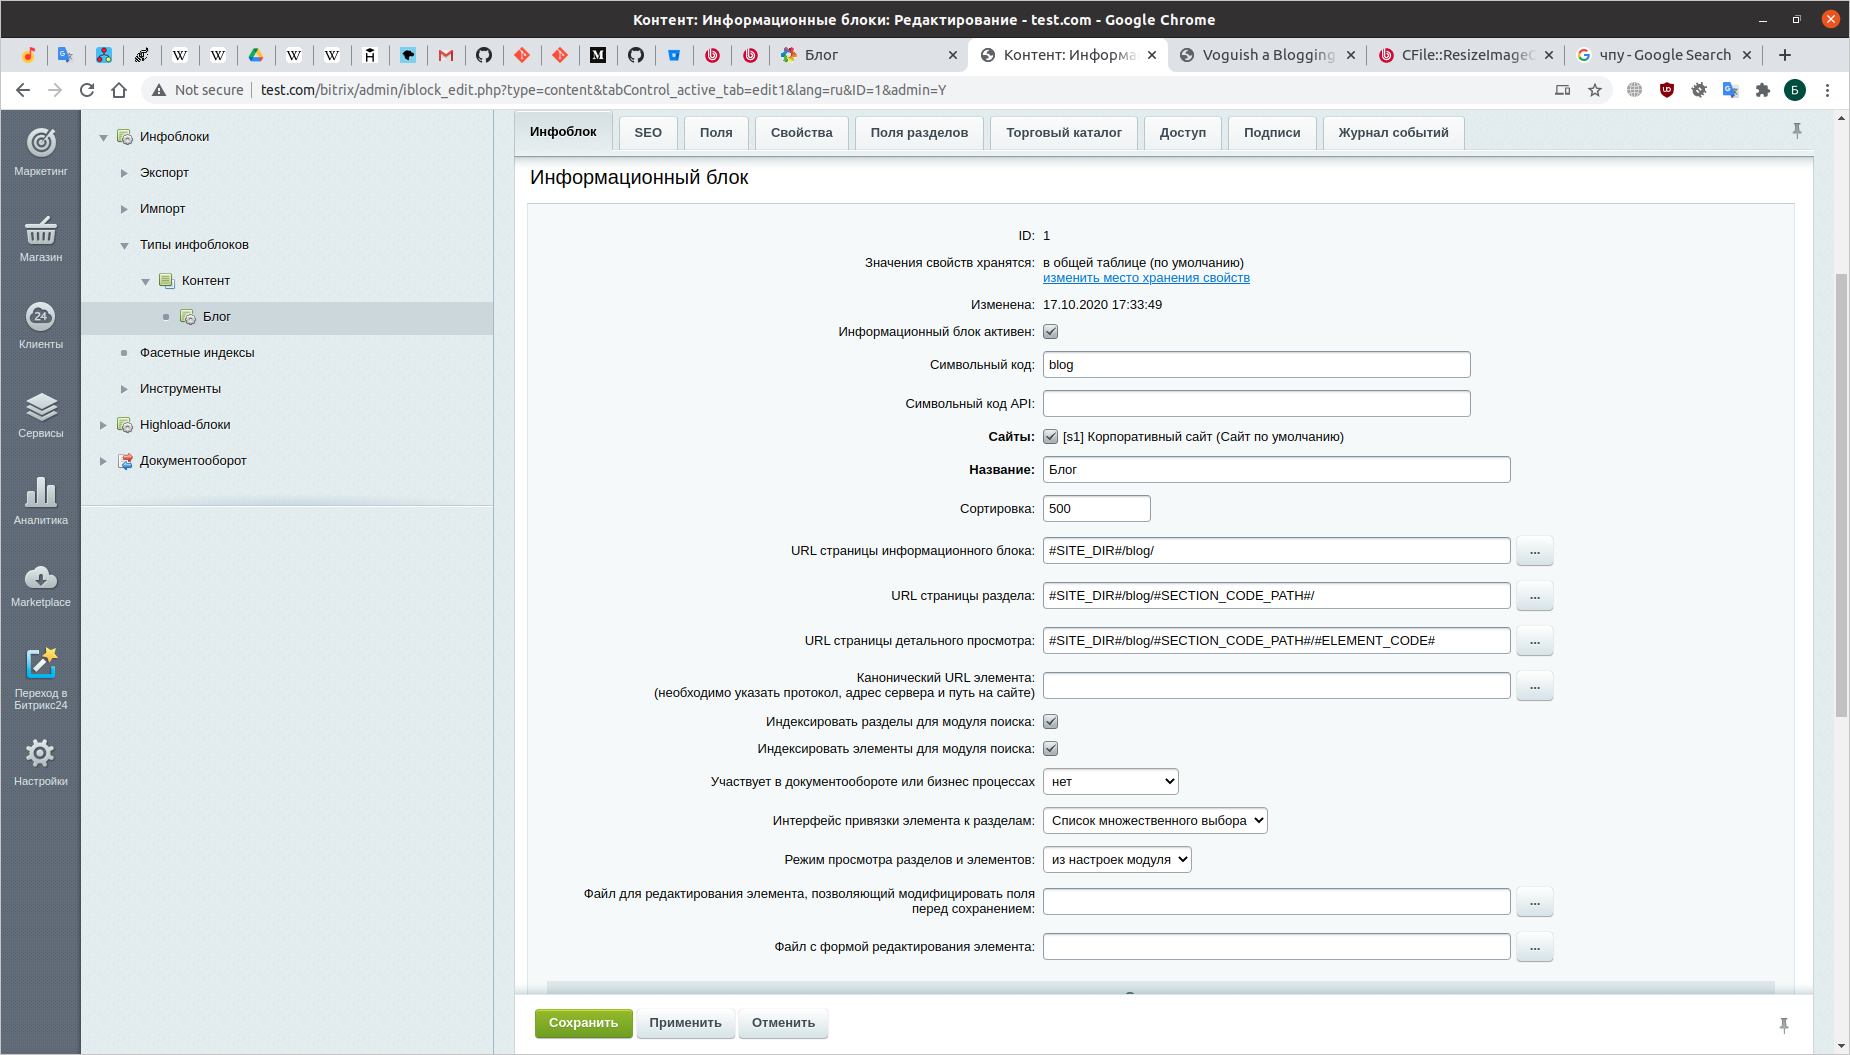 Контент: Информационные блоки: Редактирование - test.com - Google Chrome
Блог
Контент: Информа
Voguish a Blogging
CFile::ResizeImageG
чпу - Google Search
Not secure
test.com/bitrix/admin/iblock_edit.php?type=content&tabControl_active_tab=edit1&lang=ru&ID=1&admin=Y
Б
Маркетинг
Магазин
24
Клиенты
Сервисы
Аналитика
Marketplace
Переход в
Битрикс24
Настройки
Инфоблоки
Экспорт
Импорт
Типы инфоблоков
Контент
Блог
Фасетные индексы
Инструменты
Highload-блоки
Документооборот
Инфоблок
SEO
Поля
Свойства
Поля разделов
Торговый каталог
Доступ
Подписи
Журнал событий
Информационный блок
ID: 1
Значения свойств хранятся: в общей таблице (по умолчанию)
изменить место хранения свойств
Изменена: 17.10.2020 17:33:49
Информационный блок активен:
Символьный код: blog
Символьный код API:
Сайты: [s1] Корпоративный сайт (Сайт по умолчанию)
Название: Блог
Сортировка: 500
URL страницы информационного блока: #SITE_DIR#/blog/ ...
URL страницы раздела: #SITE_DIR#/blog/#SECTION_CODE_PATH#/ ...
URL страницы детального просмотра: #SITE_DIR#/blog/#SECTION_CODE_PATH#/#ELEMENT_CODE# ...
Канонический URL элемента:
(необходимо указать протокол, адрес сервера и путь на сайте) ...
Индексировать разделы для модуля поиска:
Индексировать элементы для модуля поиска:
Участвует в документообороте или бизнес процессах нет
Интерфейс привязки элемента к разделам: Список множественного выбора
Режим просмотра разделов и элементов: из настроек модуля
Файл для редактирования элемента, позволяющий модифицировать поля
перед сохранением: ...
Файл с формой редактирования элемента: ...
Сохранить
Применить
Отменить